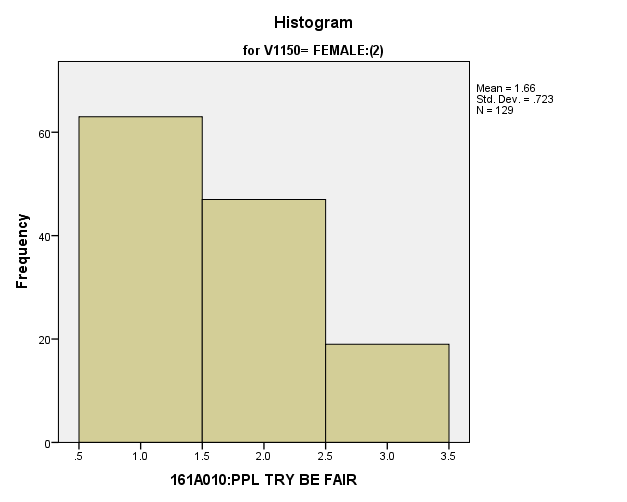 Histogram
for V1150= FEMALE:(2)
Mean = 1.66
Std. Dev. = .723
N = 129
Frequency
60
40
20
0
.5 1.0 1.5 2.0 2.5 3.0 3.5
161A010:PPL TRY BE FAIR